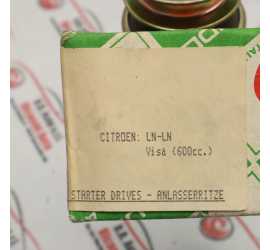 CITROEN: LN-LN
Visa (600cc.)
STARTER DRIVES - ANLASSERRITZE